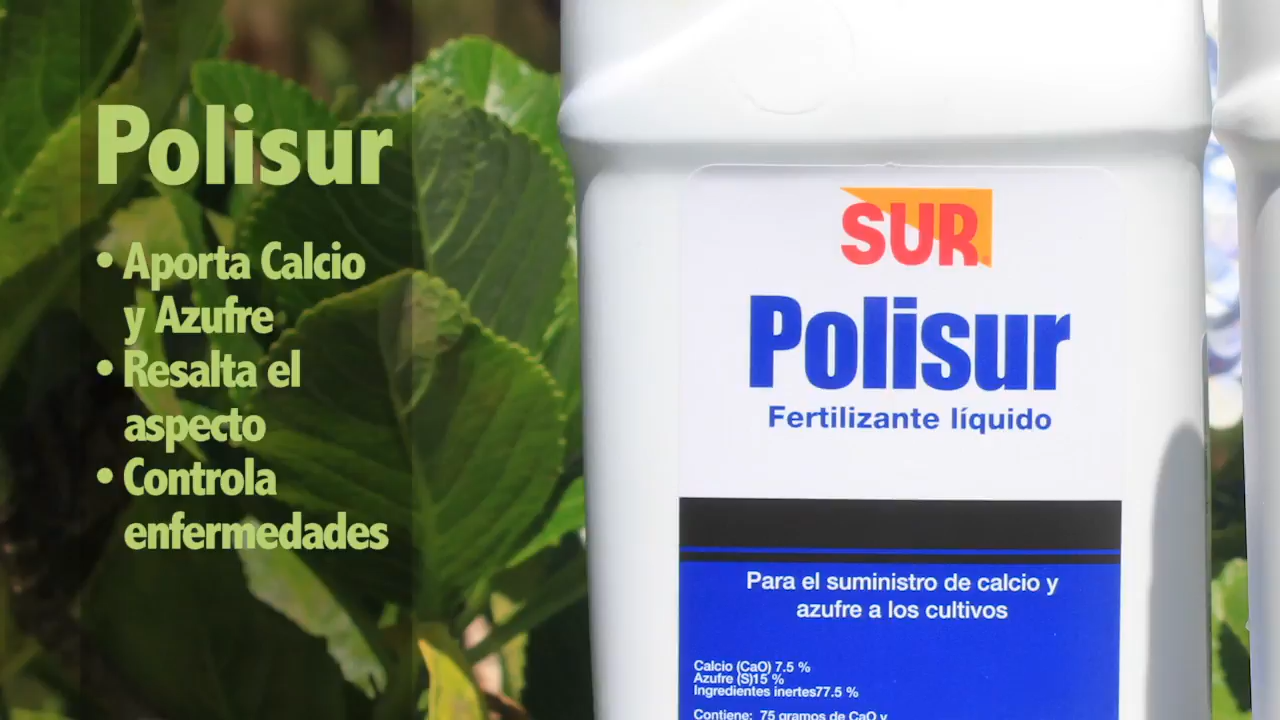 Polisur
• Aporta Calcio
y Azufre
• Resalta el
aspecto
• Controla
enfermedades
SUR
Polisur
Fertilizante líquido
Para el suministro de calcio y
azufre a los cultivos
Calcio (CaO) 7.5 %
Azufre (S)15 %
Ingredientes inertes77.5 %
Contiene: 75 gramos de CaO y